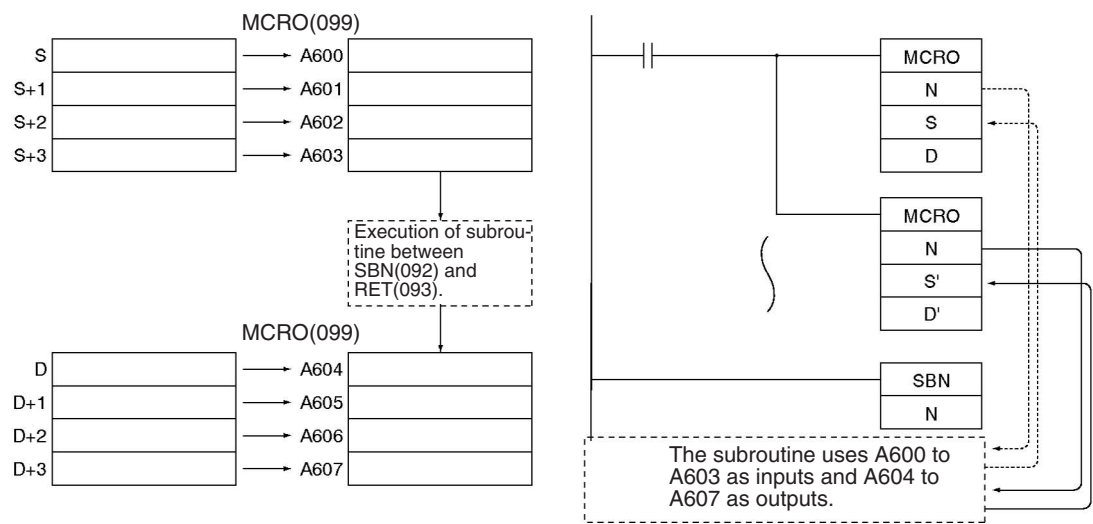 MCRO(099)
S
A600
S+1
A601
S+2
A602
S+3
A603
Execution of subrou-
tine between
SBN(092) and
RET(093).
MCRO(099)
D
A604
D+1
A605
D+2
A606
D+3
A607
MCRO
N
S
D
MCRO
N
S'
D'
SBN
N
The subroutine uses A600 to
A603 as inputs and A604 to
A607 as outputs.